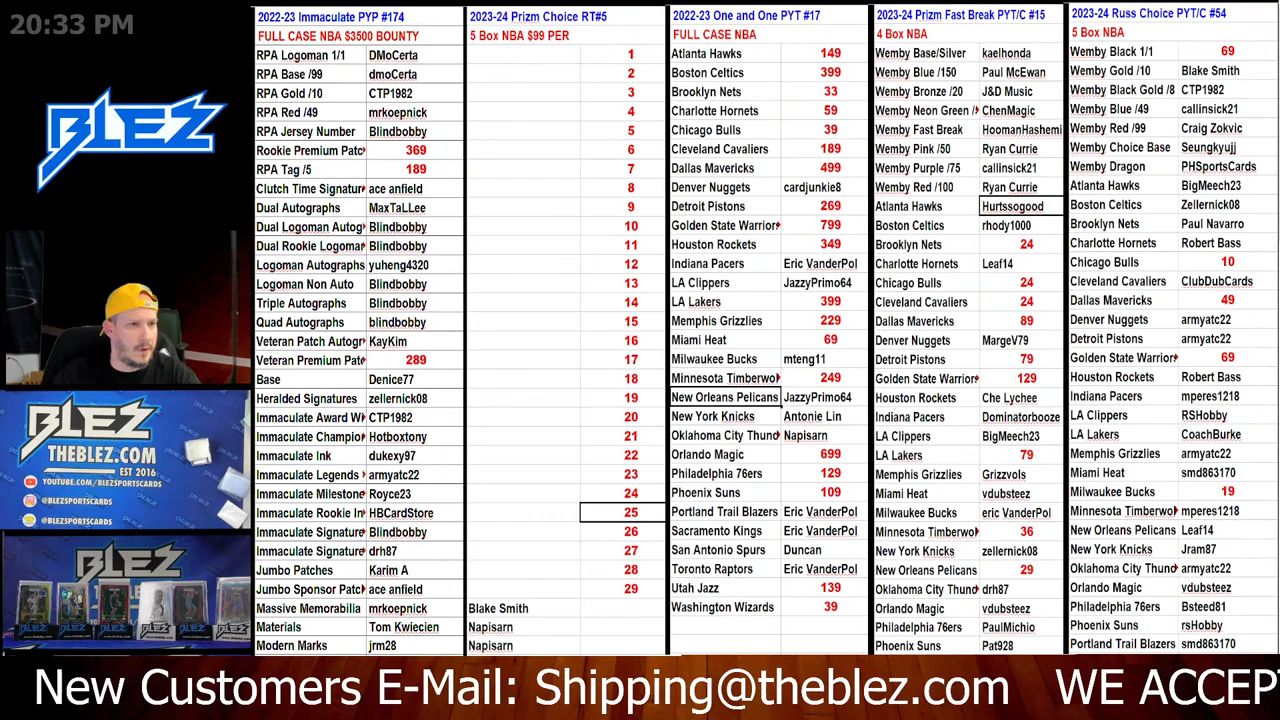 20:33 PM
BLEZ
BLEZ
THEBLEZ.COM
EST 2016
YOUTUBE.COM/BLEZSPORTSCARDS
@BLEZSPORTSCARDS
@BLEZSPORTSCARDS
BLEZ
2022-23 Immaculate PYP #174
FULL CASE NBA $3500 BOUNTY
RPA Logoman 1/1 DMoCerta
RPA Base /99 dmoCerta
RPA Gold /10 CTP1982
RPA Red /49 mrkoepnick
RPA Jersey Number Blindbobby
Rookie Premium Patc 369
RPA Tag /5 189
Clutch Time Signatur ace anfield
Dual Autographs MaxTaLLee
Dual Logoman Autog Blindbobby
Dual Rookie Logoma Blindbobby
Logoman Autographs yuheng4320
Logoman Non Auto Blindbobby
Triple Autographs Blindbobby
Quad Autographs blindbobby
Veteran Patch Autogr KayKim
Veteran Premium Pat 289
Base Denice77
Heralded Signatures zellernick08
Immaculate Award W CTP1982
Immaculate Champio Hotboxtony
Immaculate Ink dukexy97
Immaculate Legends armyatc22
Immaculate Milestone Royce23
Immaculate Rookie In HBCardStore
Immaculate Signature Blindbobby
Immaculate Signature drh87
Jumbo Patches Karim A
Jumbo Sponsor Patch ace anfield
Massive Memorabilia mrkoepnick
Materials Tom Kwiecien
Modern Marks jrm28
2023-24 Prizm Choice RT#5
5 Box NBA $99 PER
1
2
3
4
5
6
7
8
9
10
11
12
13
14
15
16
17
18
19
20
21
22
23
24
25
26
27
28
29
Blake Smith
Napisarn
Napisarn
2022-23 One and One PYT #17
FULL CASE NBA
Atlanta Hawks 149
Boston Celtics 399
Brooklyn Nets 33
Charlotte Hornets 59
Chicago Bulls 39
Cleveland Cavaliers 189
Dallas Mavericks 499
Denver Nuggets cardjunkie8
Detroit Pistons 269
Golden State Warrior 799
Houston Rockets 349
Indiana Pacers Eric VanderPol
LA Clippers JazzyPrimo64
LA Lakers 399
Memphis Grizzlies 229
Miami Heat 69
Milwaukee Bucks mteng11
Minnesota Timberwo 249
New Orleans Pelicans JazzyPrimo64
New York Knicks Antonie Lin
Oklahoma City Thund Napisarn
Orlando Magic 699
Philadelphia 76ers 129
Phoenix Suns 109
Portland Trail Blazers Eric VanderPol
Sacramento Kings Eric VanderPol
San Antonio Spurs Duncan
Toronto Raptors Eric VanderPol
Utah Jazz 139
Washington Wizards 39
2023-24 Prizm Fast Break PYT/C #15
4 Box NBA
Wemby Base/Silver kaelhonda
Wemby Blue /150 Paul McEwan
Wemby Bronze /20 J&D Music
Wemby Neon Green / ChenMagic
Wemby Fast Break HoomanHashemi
Wemby Pink /50 Ryan Currie
Wemby Purple /75 callinsick21
Wemby Red /100 Ryan Currie
Atlanta Hawks Hurtssogood
Boston Celtics rhody1000
Brooklyn Nets 24
Charlotte Hornets Leaf14
Chicago Bulls 24
Cleveland Cavaliers 24
Dallas Mavericks 89
Denver Nuggets MargeV79
Detroit Pistons 79
Golden State Warrior 129
Houston Rockets Che Lychee
Indiana Pacers Dominatorbooze
LA Clippers BigMeech23
LA Lakers 79
Memphis Grizzlies Grizzvols
Miami Heat vdubsteez
Milwaukee Bucks eric VanderPol
Minnesota Timberwo 36
New York Knicks zellernick08
New Orleans Pelicans 29
Oklahoma City Thund drh87
Orlando Magic vdubsteez
Philadelphia 76ers PaulMichio
Phoenix Suns Pat928
2023-24 Russ Choice PYT/C #54
5 Box NBA
Wemby Black 1/1 69
Wemby Gold /10 Blake Smith
Wemby Black Gold /8 CTP1982
Wemby Blue /49 callinsick21
Wemby Red /99 Craig Zokvic
Wemby Choice Base Seungkyujj
Wemby Dragon PHSportsCards
Atlanta Hawks BigMeech23
Boston Celtics Zellernick08
Brooklyn Nets Paul Navarro
Charlotte Hornets Robert Bass
Chicago Bulls 10
Cleveland Cavaliers ClubDubCards
Dallas Mavericks 49
Denver Nuggets armyatc22
Detroit Pistons armyatc22
Golden State Warrior 69
Houston Rockets Robert Bass
Indiana Pacers mperes1218
LA Clippers RSHobby
LA Lakers CoachBurke
Memphis Grizzlies armyatc22
Miami Heat smd863170
Milwaukee Bucks 19
Minnesota Timberwo mperes1218
New Orleans Pelicans Leaf14
New York Knicks Jram87
Oklahoma City Thund armyatc22
Orlando Magic vdubsteez
Philadelphia 76ers Bsteed81
Phoenix Suns rsHobby
Portland Trail Blazers smd863170
New Customers E-Mail: Shipping@theblez.com WE ACCEPT